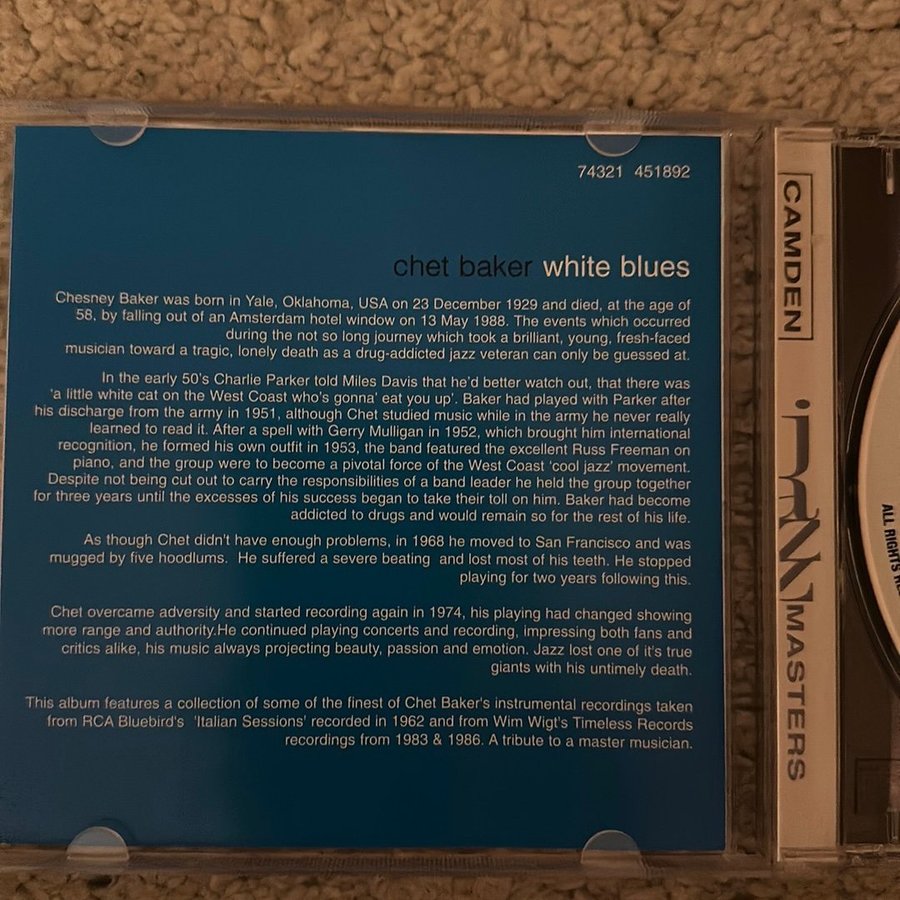 74321 451892
chet baker white blues
Chesney Baker was born in Yale, Oklahoma, USA on 23 December 1929 and died, at the age of
58, by falling out of an Amsterdam hotel window on 13 May 1988. The events which occurred
during the not so long journey which took a brilliant, young, fresh-faced
musician toward a tragic, lonely death as a drug-addicted jazz veteran can only be guessed at.
In the early 50's Charlie Parker told Miles Davis that he'd better watch out, that there was
'a little white cat on the West Coast who's gonna' eat you up'. Baker had played with Parker after
his discharge from the army in 1951, although Chet studied music while in the army he never really
learned to read it. After a spell with Gerry Mulligan in 1952, which brought him international
recognition, he formed his own outfit in 1953, the band featured the excellent Russ Freeman on
piano, and the group were to become a pivotal force of the West Coast 'cool jazz' movement.
Despite not being cut out to carry the responsibilities of a band leader he held the group together
for three years until the excesses of his success began to take their toll on him. Baker had become
addicted to drugs and would remain so for the rest of his life.
As though Chet didn't have enough problems, in 1968 he moved to San Francisco and was
mugged by five hoodlums. He suffered a severe beating and lost most of his teeth. He stopped
playing for two years following this.
Chet overcame adversity and started recording again in 1974, his playing had changed showing
more range and authority.He continued playing concerts and recording, impressing both fans and
critics alike, his music always projecting beauty, passion and emotion. Jazz lost one of it's true
giants with his untimely death.
This album features a collection of some of the finest of Chet Baker's instrumental recordings taken
from RCA Bluebird's 'Italian Sessions' recorded in 1962 and from Wim Wigt's Timeless Records
recordings from 1983 & 1986. A tribute to a master musician.
CAMDEN
MASTERS
ALL RIGHTS